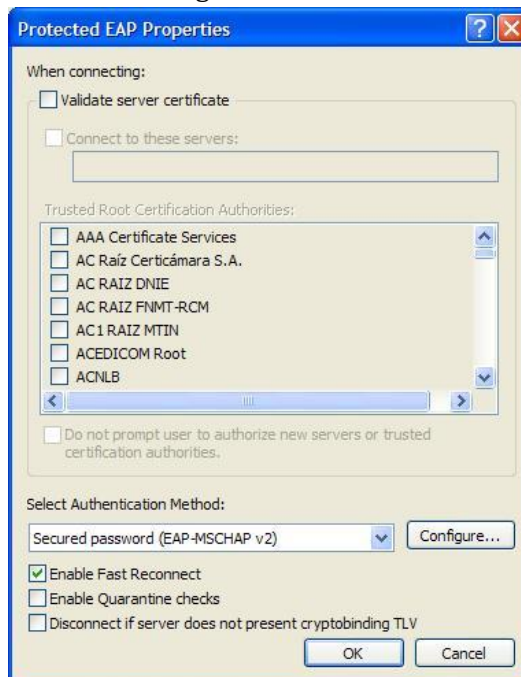 Protected EAP Properties
When connecting:
Validate server certificate
Connect to these servers:
Trusted Root Certification Authorities:
AAA Certificate Services
AC Raíz Certicámara S.A.
AC RAIZ DNIE
AC RAIZ FNMT-RCM
AC1 RAIZ MTIN
ACEDICOM Root
ACNLB
Do not prompt user to authorize new servers or trusted
certification authorities.
Select Authentication Method:
Secured password (EAP-MSCHAP v2)
Configure...
Enable Fast Reconnect
Enable Quarantine checks
Disconnect if server does not present cryptobinding TLV
OK
Cancel